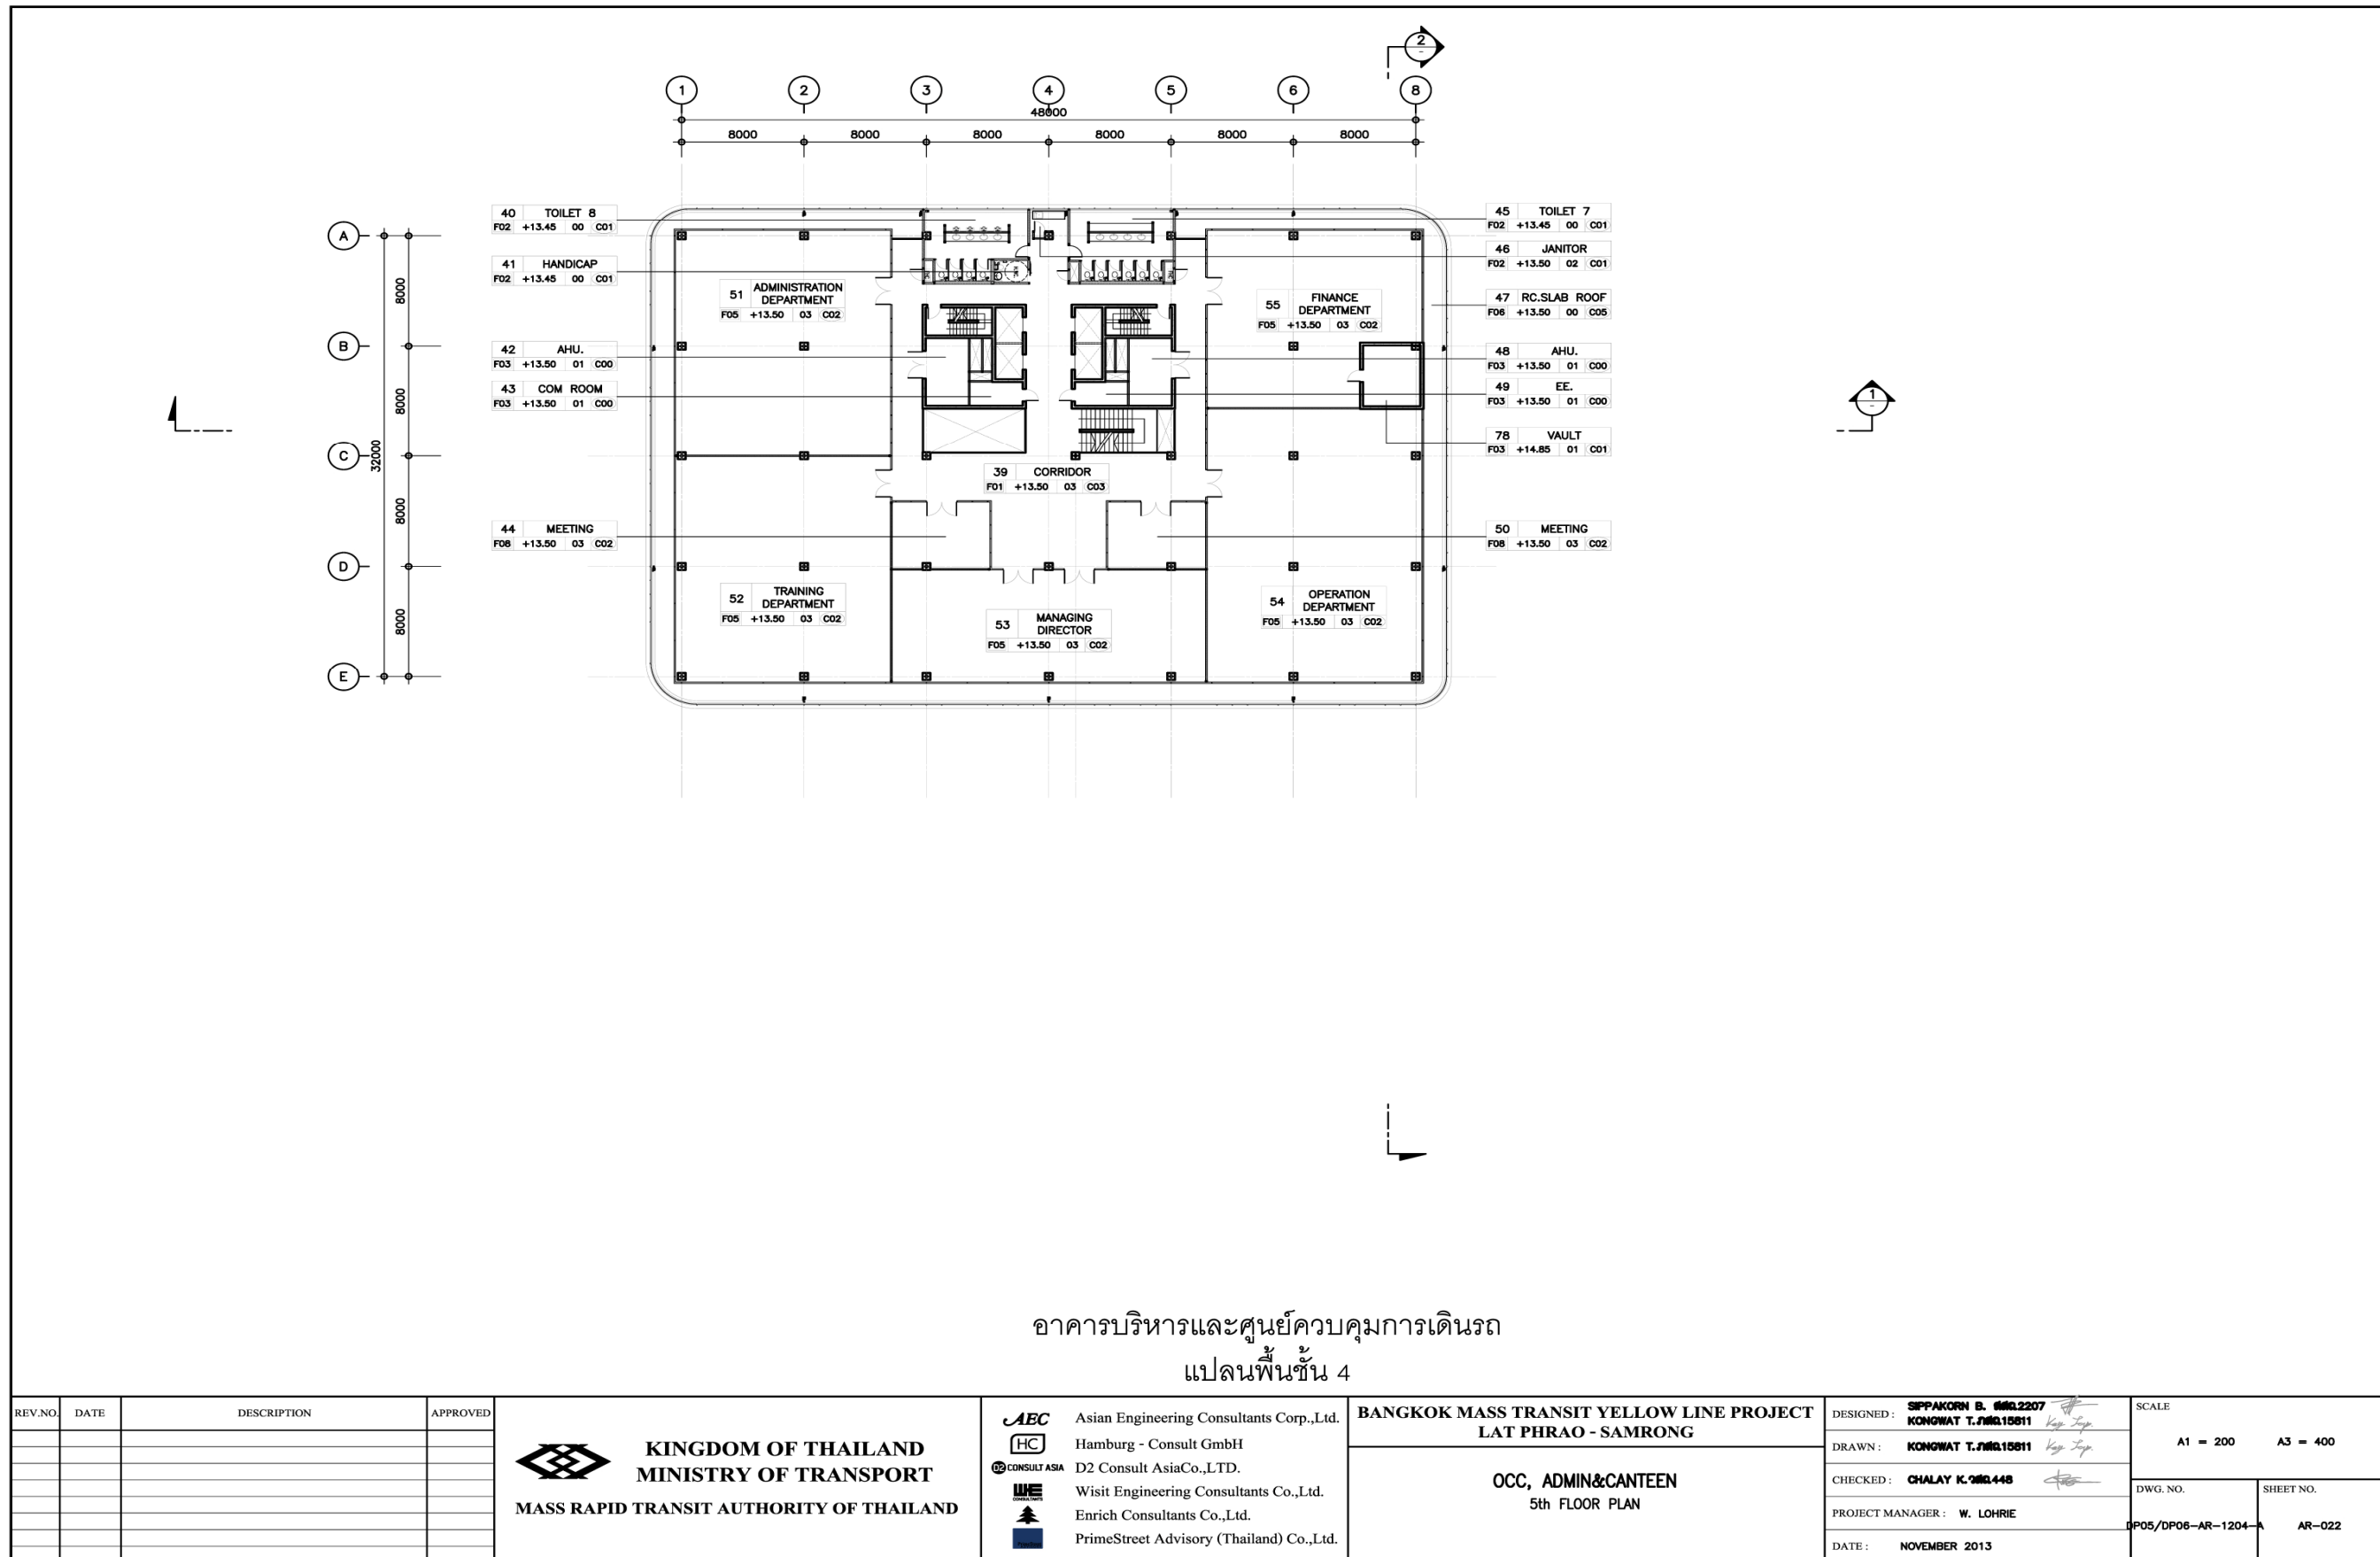 2
-
1 2 3 4 5 6 8
48000
8000 8000 8000 8000 8000 8000
40 TOILET 8
F02 +13.45 00 C01
41 HANDICAP
F02 +13.45 00 C01
42 AHU.
F03 +13.50 01 C00
43 COM ROOM
F03 +13.50 01 C00
44 MEETING
F08 +13.50 03 C02
A
B
C
D
E
8000
8000
8000
8000
32000
51 ADMINISTRATION
DEPARTMENT
F05 +13.50 03 C02
55 FINANCE
DEPARTMENT
F05 +13.50 03 C02
39 CORRIDOR
F01 +13.50 03 C03
52 TRAINING
DEPARTMENT
F05 +13.50 03 C02
53 MANAGING
DIRECTOR
F05 +13.50 03 C02
54 OPERATION
DEPARTMENT
F05 +13.50 03 C02
45 TOILET 7
F02 +13.45 00 C01
46 JANITOR
F02 +13.50 02 C01
47 RC.SLAB ROOF
F06 +13.50 00 C05
48 AHU.
F03 +13.50 01 C00
49 EE.
F03 +13.50 01 C00
78 VAULT
F03 +14.85 01 C01
50 MEETING
F08 +13.50 03 C02
1
-
อาคารบริหารและศูนย์ควบคุมการเดินรถ
แปลนพื้นชั้น 4
REV.NO. DATE DESCRIPTION APPROVED
KINGDOM OF THAILAND
MINISTRY OF TRANSPORT
MASS RAPID TRANSIT AUTHORITY OF THAILAND
AEC Asian Engineering Consultants Corp.,Ltd.
HC Hamburg - Consult GmbH
D2 CONSULT ASIA D2 Consult AsiaCo.,LTD.
Wisit Engineering Consultants Co.,Ltd.
Enrich Consultants Co.,Ltd.
PrimeStreet Advisory (Thailand) Co.,Ltd.
BANGKOK MASS TRANSIT YELLOW LINE PROJECT
LAT PHRAO - SAMRONG
OCC, ADMIN&CANTEEN
5th FLOOR PLAN
DESIGNED : SIPPAKORN B. 2207
KONGWAT T. 15811
DRAWN : KONGWAT T. 15811
CHECKED : CHALAY K. 448
PROJECT MANAGER : W. LOHRIE
DATE : NOVEMBER 2013
SCALE
A1 = 200 A3 = 400
DWG. NO. SHEET NO.
DP05/DP06-AR-1204-A AR-022